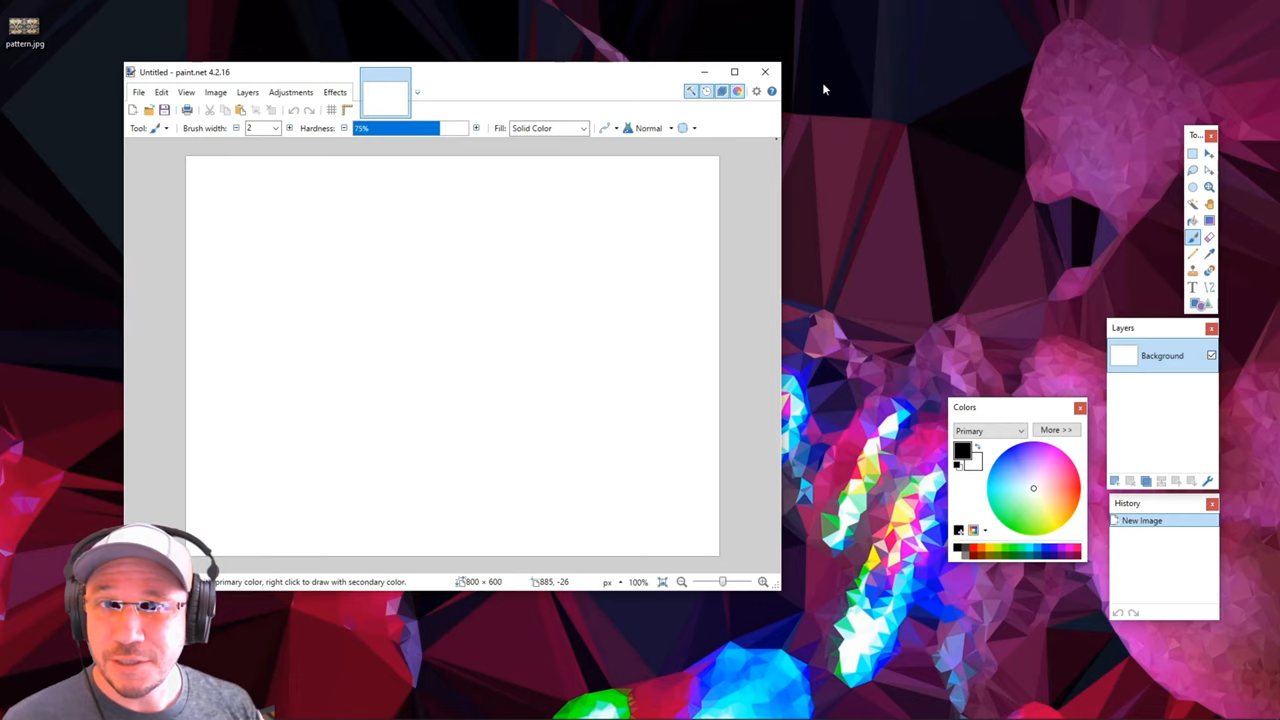 pattern.jpg
Untitled - paint.net 4.2.16
File Edit View Image Layers Adjustments Effects
Tool: Brush width: 2 Hardness: 75% Fill: Solid Color Normal
To...
Layers
Background
Colors
Primary More >>
History
New Image
primary color, right click to draw with secondary color. 800 × 600 885, -26 px 100%